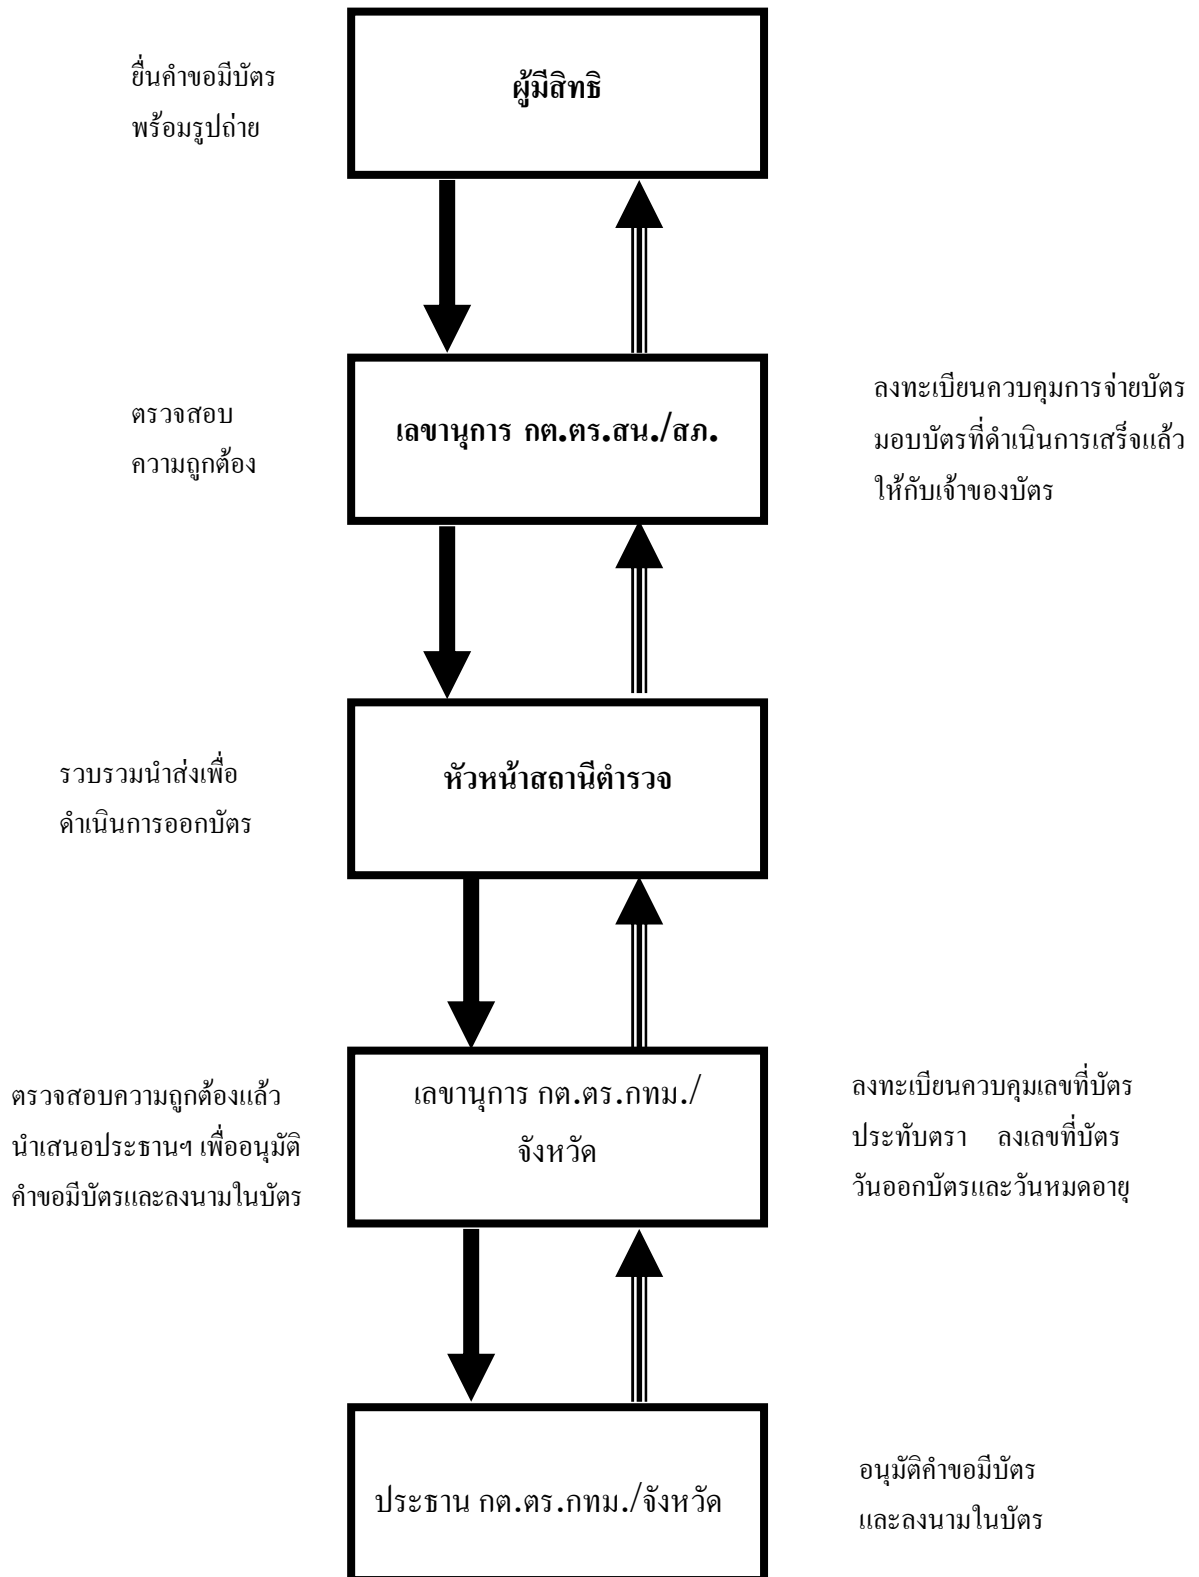 ยื่นคำขอมีบัตร
พร้อมรูปถ่าย
ผู้มีสิทธิ
ตรวจสอบ
ความถูกต้อง
เลขานุการ กต.ตร.สน./สภ.
ลงทะเบียนควบคุมการจ่ายบัตร
มอบบัตรที่ดำเนินการเสร็จแล้ว
ให้กับเจ้าของบัตร
รวบรวมนำส่งเพื่อ
ดำเนินการออกบัตร
หัวหน้าสถานีตำรวจ
ตรวจสอบความถูกต้องแล้ว
นำเสนอประธานฯ เพื่ออนุมัติ
คำขอมีบัตรและลงนามในบัตร
เลขานุการ กต.ตร.กทม./
จังหวัด
ลงทะเบียนควบคุมเลขที่บัตร
ประทับตรา ลงเลขที่บัตร
วันออกบัตรและวันหมดอายุ
ประธาน กต.ตร.กทม./จังหวัด
อนุมัติคำขอมีบัตร
และลงนามในบัตร